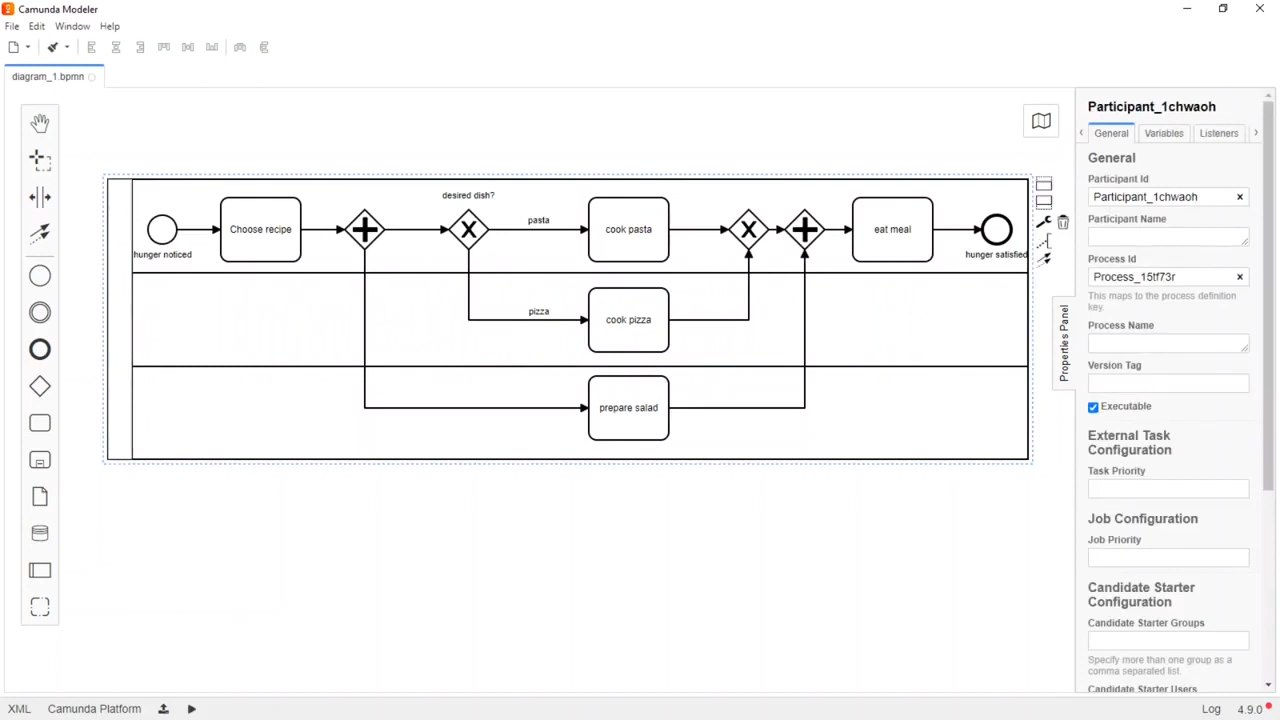 Camunda Modeler
File Edit Window Help
diagram_1.bpmn
desired dish?
Choose recipe
pasta
cook pasta
eat meal
hunger noticed
hunger satisfied
pizza
cook pizza
prepare salad
Properties Panel
Participant_1chwaoh
General Variables Listeners
General
Participant Id
Participant_1chwaoh
Participant Name
Process Id
Process_15tf73r
This maps to the process definition
key.
Process Name
Version Tag
Executable
External Task
Configuration
Task Priority
Job Configuration
Job Priority
Candidate Starter
Configuration
Candidate Starter Groups
Specify more than one group as a
comma separated list.
Candidate Starter Users
XML Camunda Platform Log 4.9.0